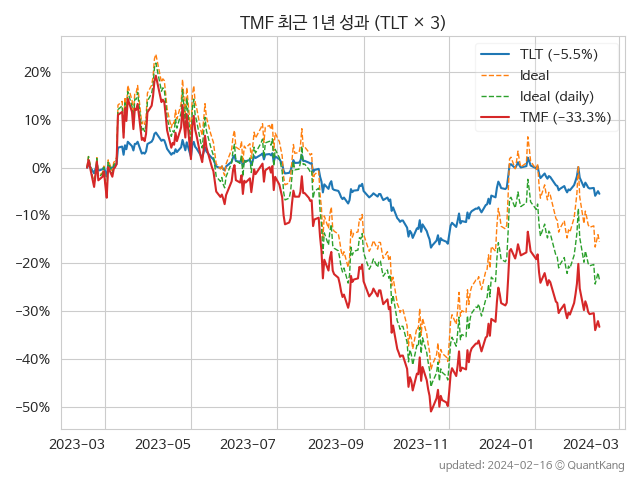 TMF 최근 1년 성과 (TLT × 3)
TLT (−5.5%)
Ideal
Ideal (daily)
TMF (−33.3%)
20%
10%
0%
−10%
−20%
−30%
−40%
−50%
2023−03 2023−05 2023−07 2023−09 2023−11 2024−01 2024−03
updated: 2024-02-16 © QuantKang